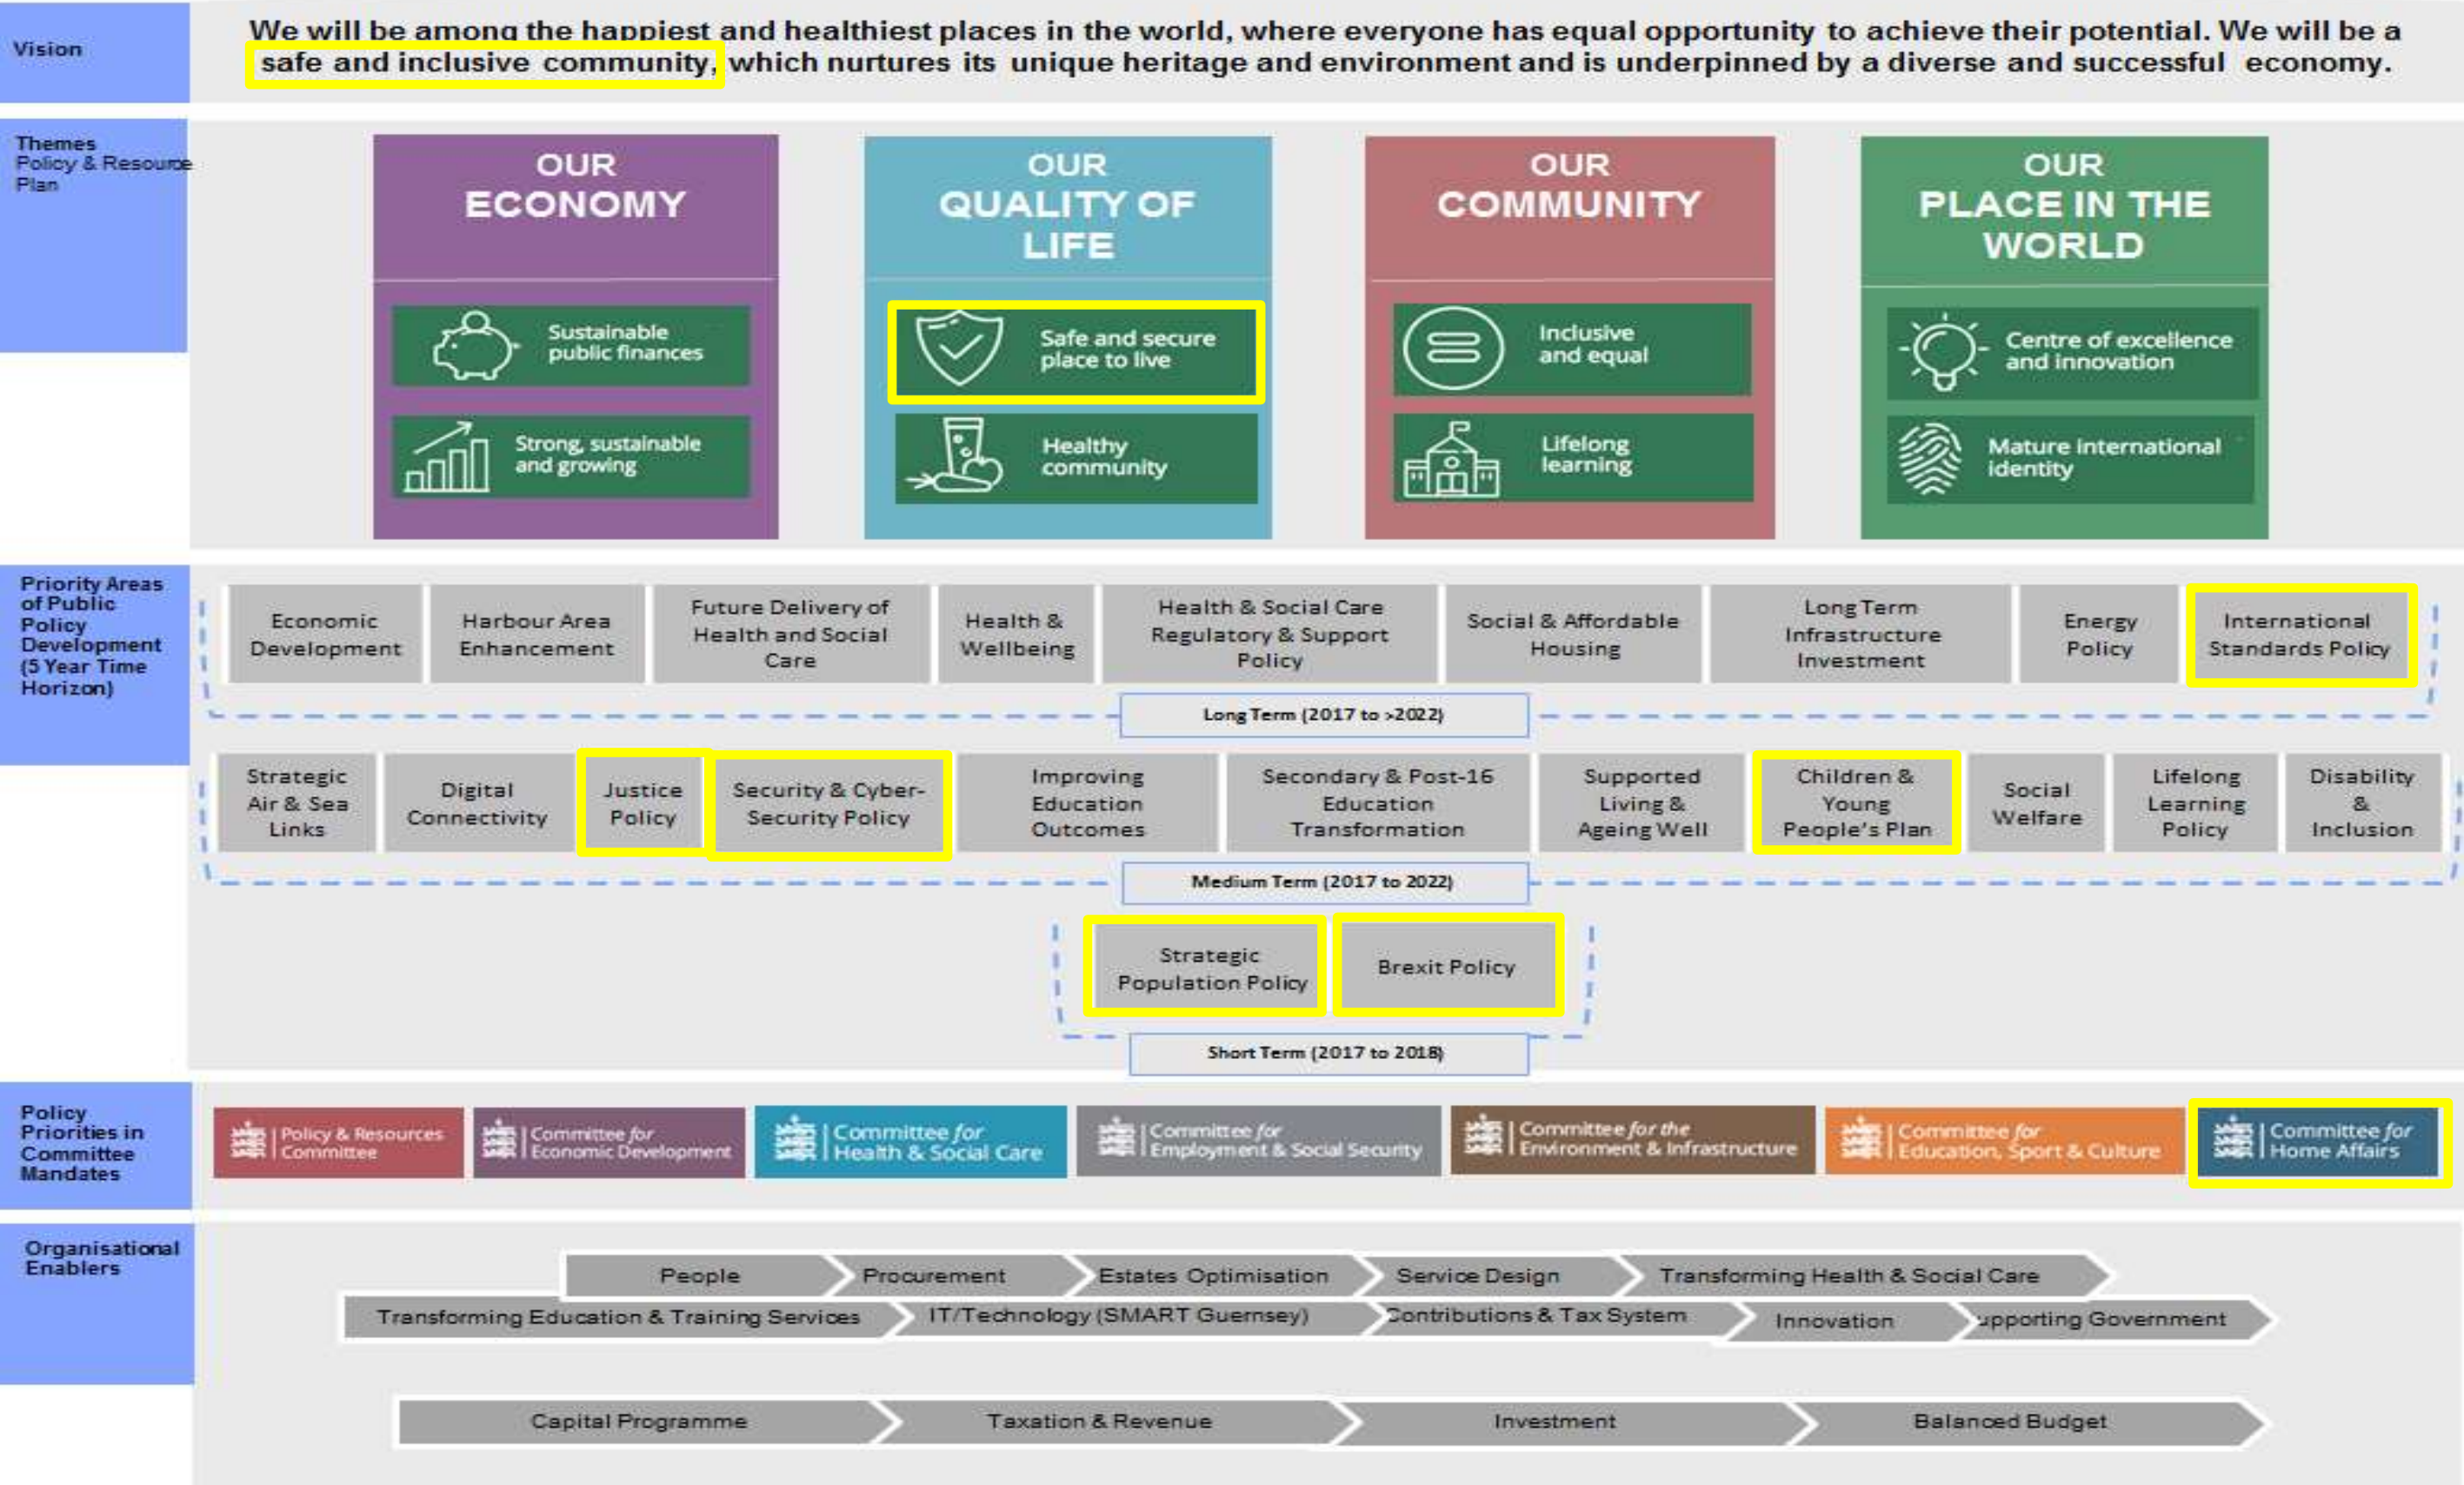 Vision
We will be among the happiest and healthiest places in the world, where everyone has equal opportunity to achieve their potential. We will be a
safe and inclusive community, which nurtures its unique heritage and environment and is underpinned by a diverse and successful economy.
Themes
Policy & Resource
Plan
OUR
ECONOMY
Sustainable
public finances
Strong, sustainable
and growing
OUR
QUALITY OF
LIFE
Safe and secure
place to live
Healthy
community
OUR
COMMUNITY
Inclusive
and equal
Lifelong
learning
OUR
PLACE IN THE
WORLD
Centre of excellence
and innovation
Mature international
identity
Priority Areas
of Public
Policy
Development
(5 Year Time
Horizon)
Economic
Development
Harbour Area
Enhancement
Future Delivery of
Health and Social
Care
Health &
Wellbeing
Health & Social Care
Regulatory & Support
Policy
Social & Affordable
Housing
Long Term
Infrastructure
Investment
Energy
Policy
International
Standards Policy
Long Term (2017 to >2022)
Strategic
Air & Sea
Links
Digital
Connectivity
Justice
Policy
Security & Cyber-
Security Policy
Improving
Education
Outcomes
Secondary & Post-16
Education
Transformation
Supported
Living &
Ageing Well
Children &
Young
People's Plan
Social
Welfare
Lifelong
Learning
Policy
Disability
&
Inclusion
Medium Term (2017 to 2022)
Strategic
Population Policy
Brexit Policy
Short Term (2017 to 2018)
Policy
Priorities in
Committee
Mandates
Policy & Resources
Committee
Committee for
Economic Development
Committee for
Health & Social Care
Committee for
Employment & Social Security
Committee for the
Environment & Infrastructure
Committee for
Education, Sport & Culture
Committee for
Home Affairs
Organisational
Enablers
People
Procurement
Estates Optimisation
Service Design
Transforming Health & Social Care
Transforming Education & Training Services
IT/Technology (SMART Guernsey)
Contributions & Tax System
Innovation
upporting Government
Capital Programme
Taxation & Revenue
Investment
Balanced Budget